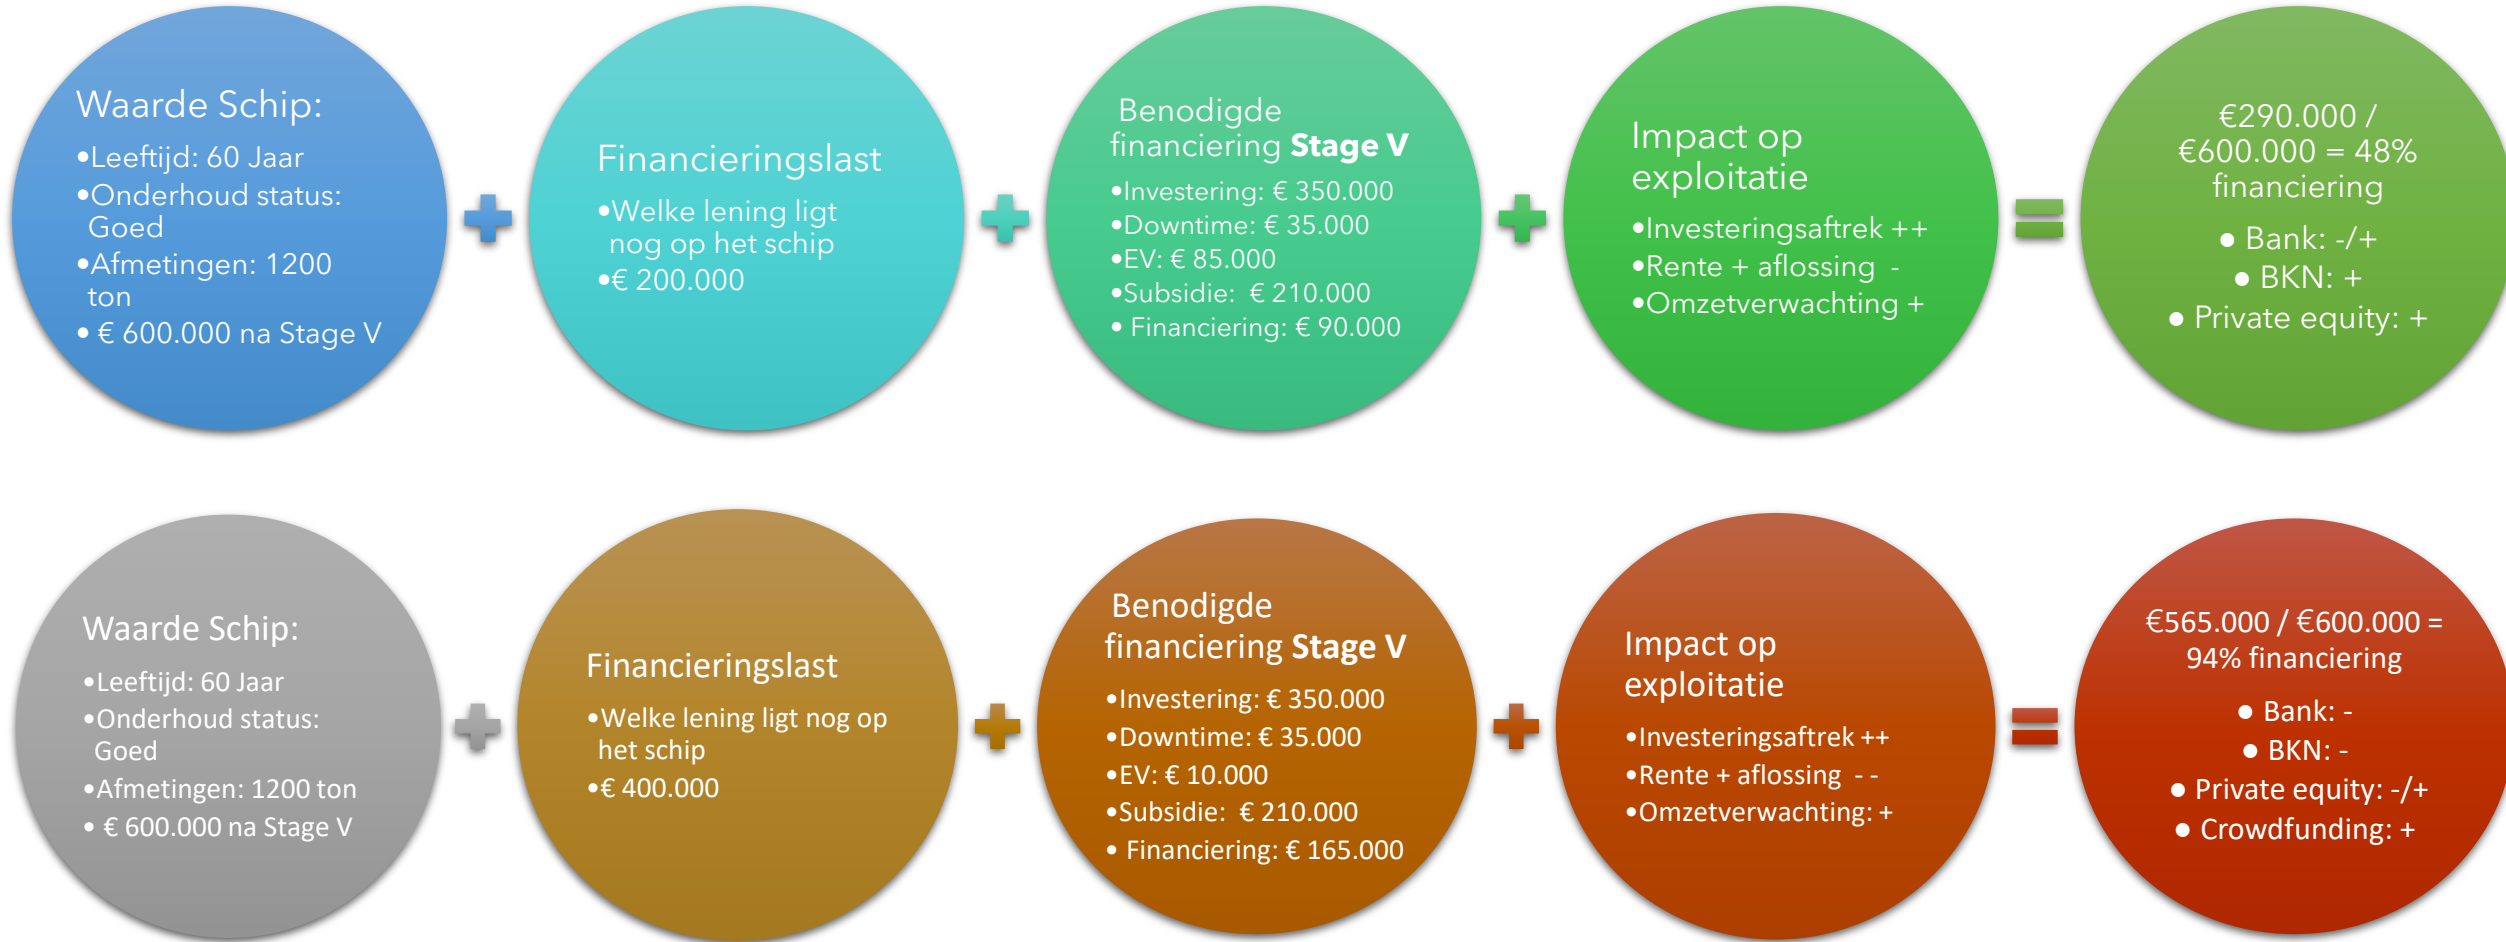 Waarde Schip:
•Leeftijd: 60 Jaar
•Onderhoud status:
Goed
•Afmetingen: 1200
ton
• € 600.000 na Stage V
Financieringslast
•Welke lening ligt
nog op het schip
•€ 200.000
Benodigde
financiering Stage V
•Investering: € 350.000
•Downtime: € 35.000
•EV: € 85.000
•Subsidie: € 210.000
• Financiering: € 90.000
Impact op
exploitatie
•Investeringsaftrek ++
•Rente + aflossing -
•Omzetverwachting +
€290.000 /
€600.000 = 48%
financiering
● Bank: -/+
● BKN: +
● Private equity: +
Waarde Schip:
•Leeftijd: 60 Jaar
•Onderhoud status:
Goed
•Afmetingen: 1200 ton
• € 600.000 na Stage V
Financieringslast
•Welke lening ligt nog op
het schip
•€ 400.000
Benodigde
financiering Stage V
•Investering: € 350.000
•Downtime: € 35.000
•EV: € 10.000
•Subsidie: € 210.000
• Financiering: € 165.000
Impact op
exploitatie
•Investeringsaftrek ++
•Rente + aflossing - -
•Omzetverwachting: +
€565.000 / €600.000 =
94% financiering
● Bank: -
● BKN: -
● Private equity: -/+
● Crowdfunding: +